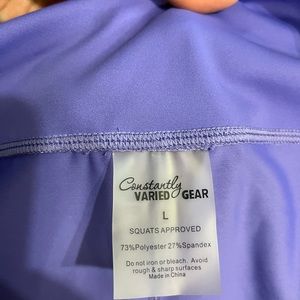 Constantly
VARIED GEAR
L
SQUATS APPROVED
73%Polyester 27%Spandex
Do not iron or bleach. Avoid
rough & sharp surfaces
Made in China